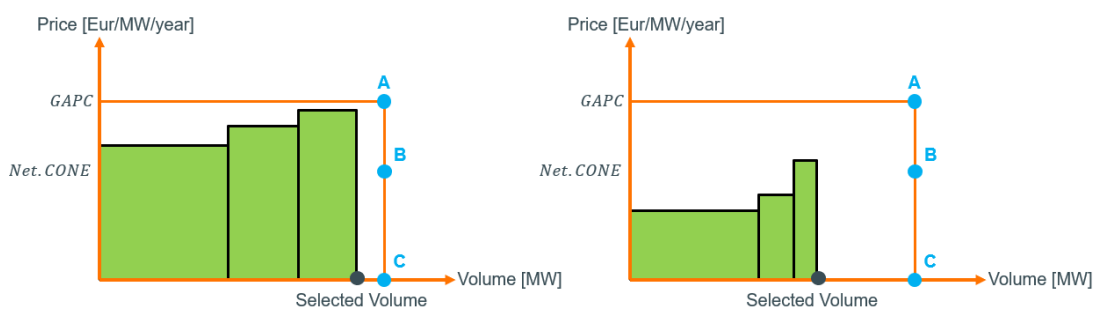 Price [Eur/MW/year]
GAPC
A
Net.CONE
B
C
Volume [MW]
Selected Volume
Price [Eur/MW/year]
GAPC
A
Net.CONE
B
C
Volume [MW]
Selected Volume